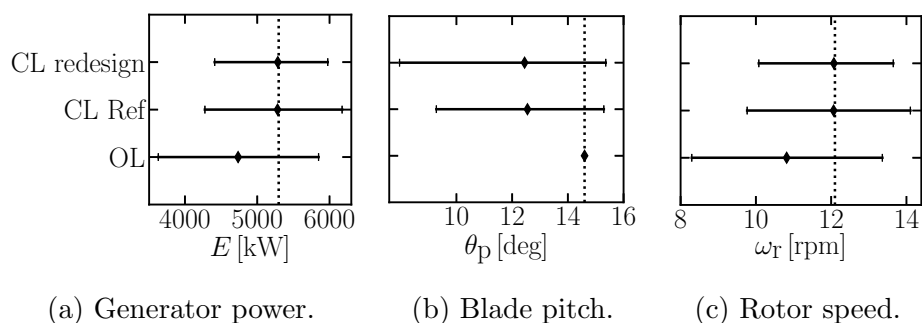 CL redesign
CL Ref
OL
4000 5000 6000
E [kW]
10 12 14 16
θp [deg]
8 10 12 14
ωr [rpm]
(a) Generator power.
(b) Blade pitch.
(c) Rotor speed.